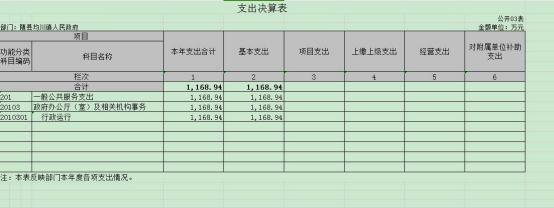 支出决算表
公开03表
部门：随县均川镇人民政府 金额单位：万元
项目 本年支出合计 基本支出 项目支出 上缴上级支出 经营支出 对附属单位补助支出
功能分类科目编码 科目名称
栏次 1 2 3 4 5 6
合计 1,168.94 1,168.94
201 一般公共服务支出 1,168.94 1,168.94
20103 政府办公厅（室）及相关机构事务 1,168.94 1,168.94
2010301 行政运行 1,168.94 1,168.94
注：本表反映部门本年度各项支出情况。